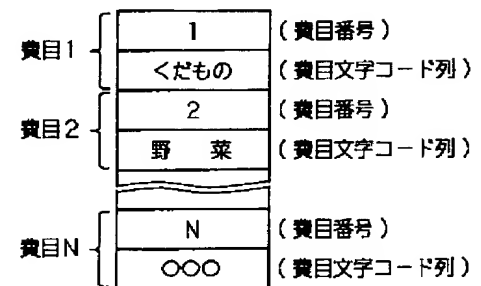 費目1
1
(費目番号)
くだもの
(費目文字コード列)
費目2
2
(費目番号)
野 菜
(費目文字コード列)
費目N
N
(費目番号)
○○○
(費目文字コード列)